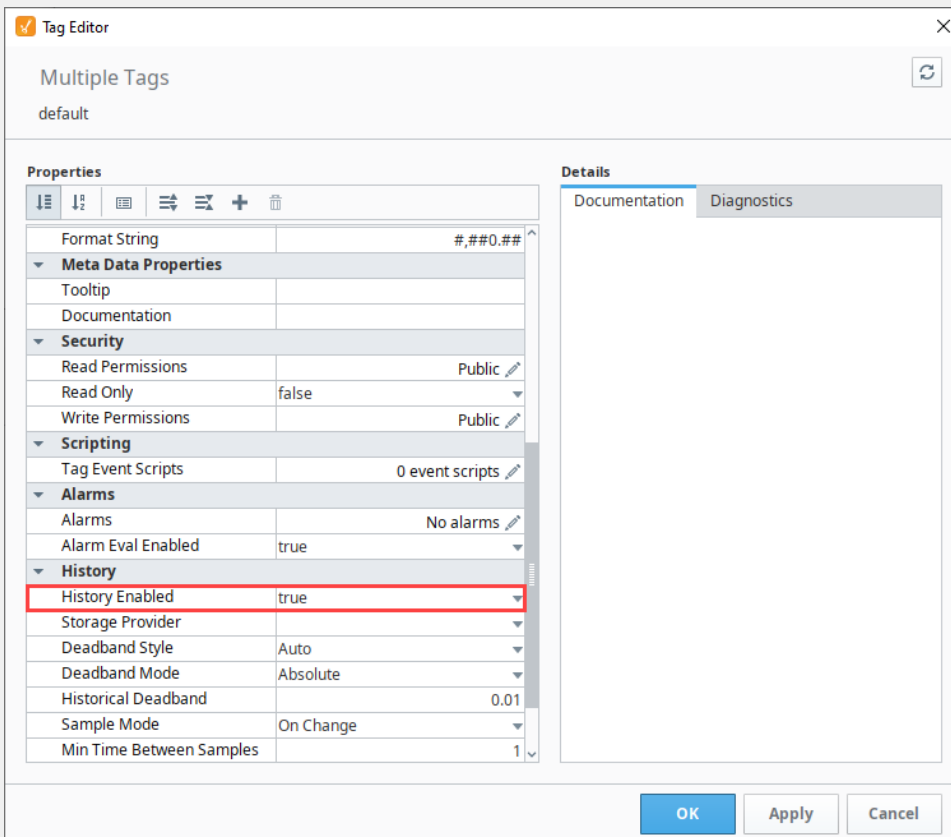 Tag Editor
Multiple Tags
default
Properties
Format String #,##0.##
Meta Data Properties
Tooltip
Documentation
Security
Read Permissions Public
Read Only false
Write Permissions Public
Scripting
Tag Event Scripts 0 event scripts
Alarms
Alarms No alarms
Alarm Eval Enabled true
History
History Enabled true
Storage Provider
Deadband Style Auto
Deadband Mode Absolute
Historical Deadband 0.01
Sample Mode On Change
Min Time Between Samples 1
Details
Documentation Diagnostics
OK Apply Cancel